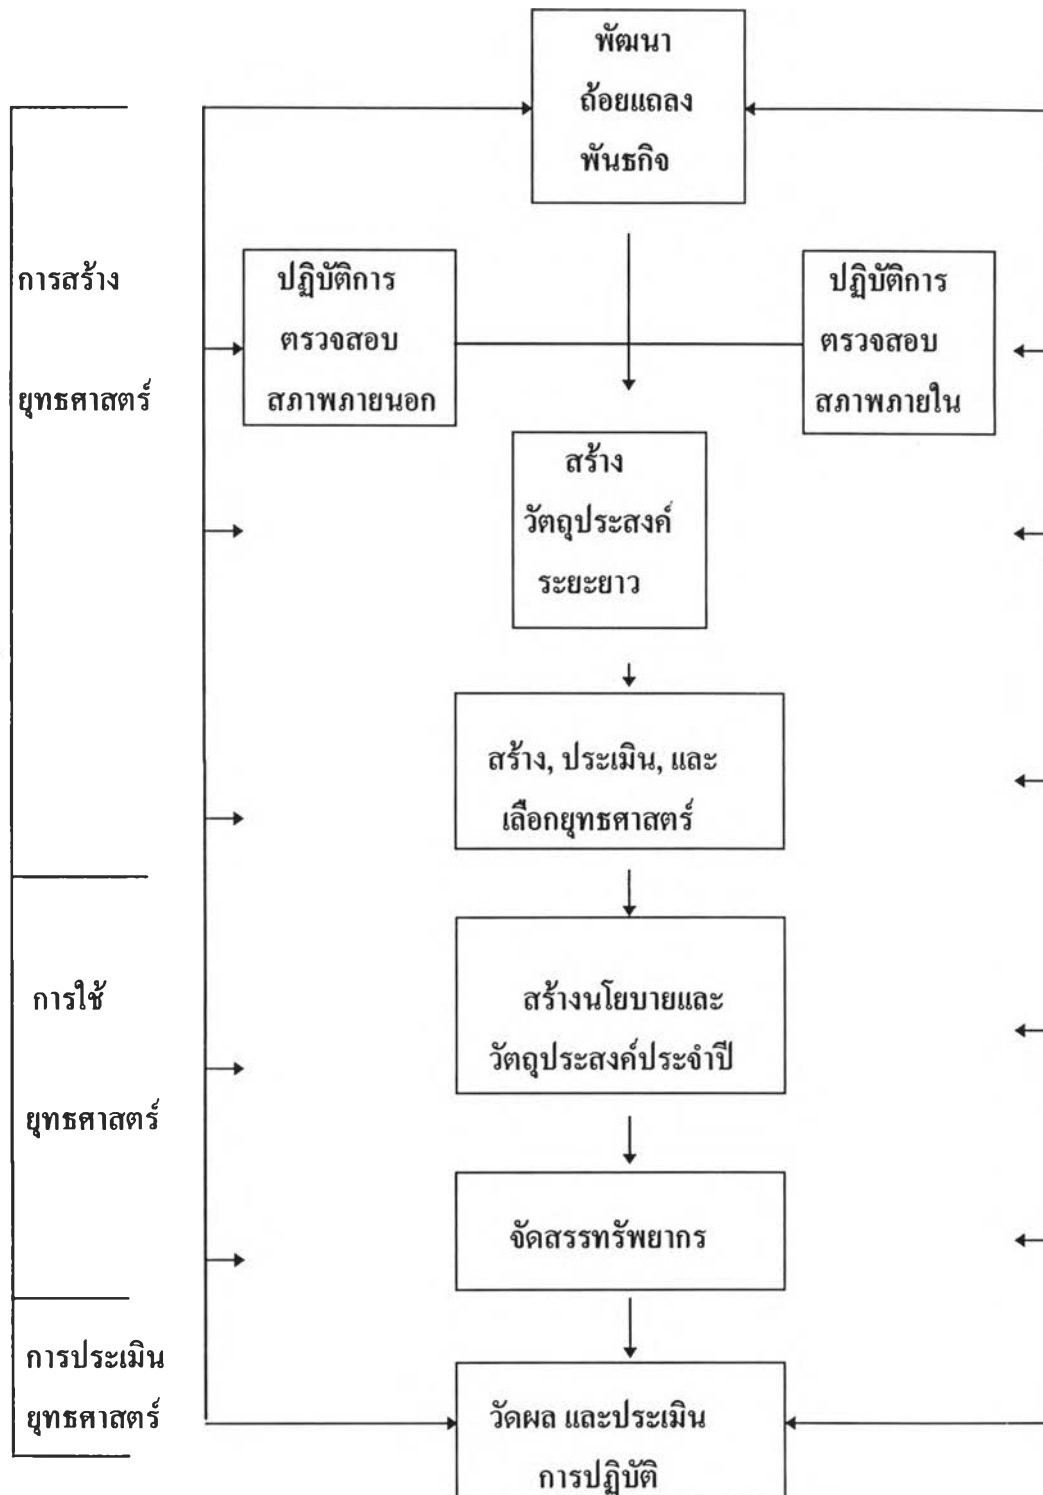 พัฒนา
ถ้อยแถลง
พันธกิจ
การสร้าง
ยุทธศาสตร์
ปฏิบัติการ
ตรวจสอบ
สภาพภายนอก
ปฏิบัติการ
ตรวจสอบ
สภาพภายใน
สร้าง
วัตถุประสงค์
ระยะยาว
สร้าง, ประเมิน, และ
เลือกยุทธศาสตร์
การใช้
ยุทธศาสตร์
สร้างนโยบายและ
วัตถุประสงค์ประจำปี
จัดสรรทรัพยากร
การประเมิน
ยุทธศาสตร์
วัดผล และประเมิน
การปฏิบัติ